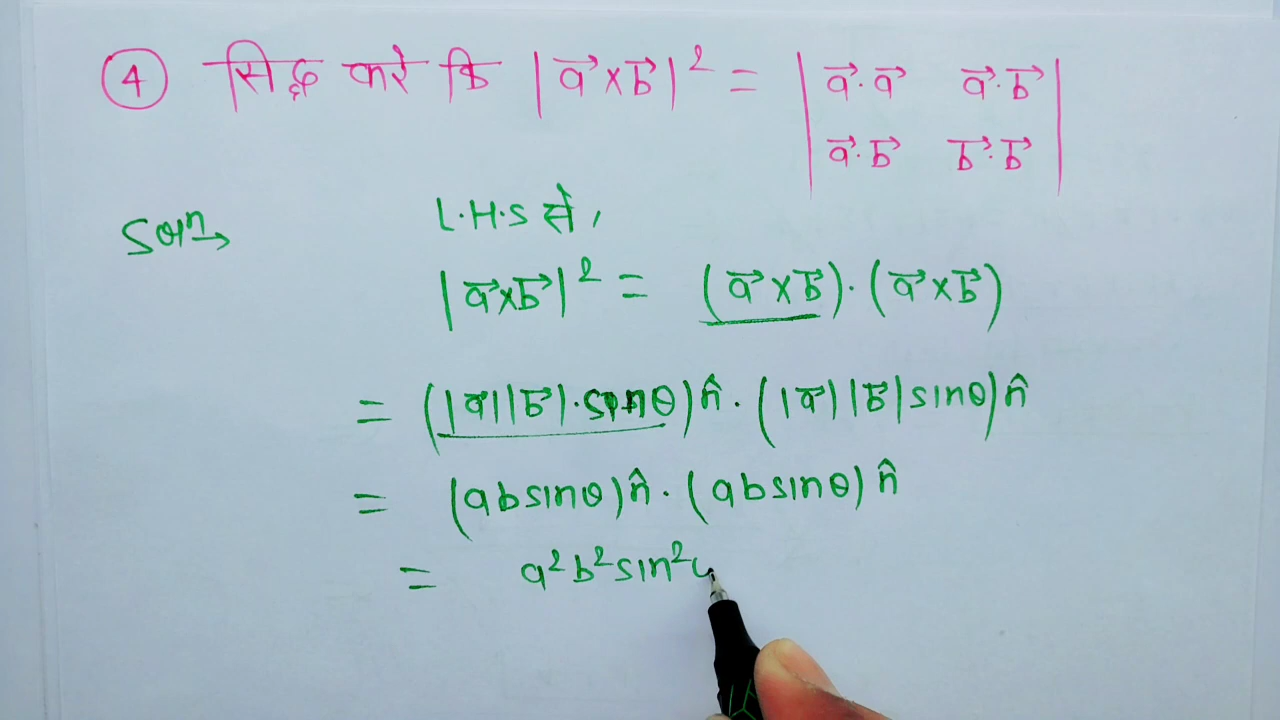 ④ सिद्ध करे कि |a⃗×b⃗|² = | a⃗·a⃗ a⃗·b⃗ |
| a⃗·b⃗ b⃗·b⃗ |
Solⁿ→ L.H.S से,
|a⃗×b⃗|² = (a⃗×b⃗)·(a⃗×b⃗)
= (|a⃗||b⃗|·sinθ)n̂·(|a⃗||b⃗|sinθ)n̂
= (absinθ)n̂·(absinθ)n̂
= a²b²sin²